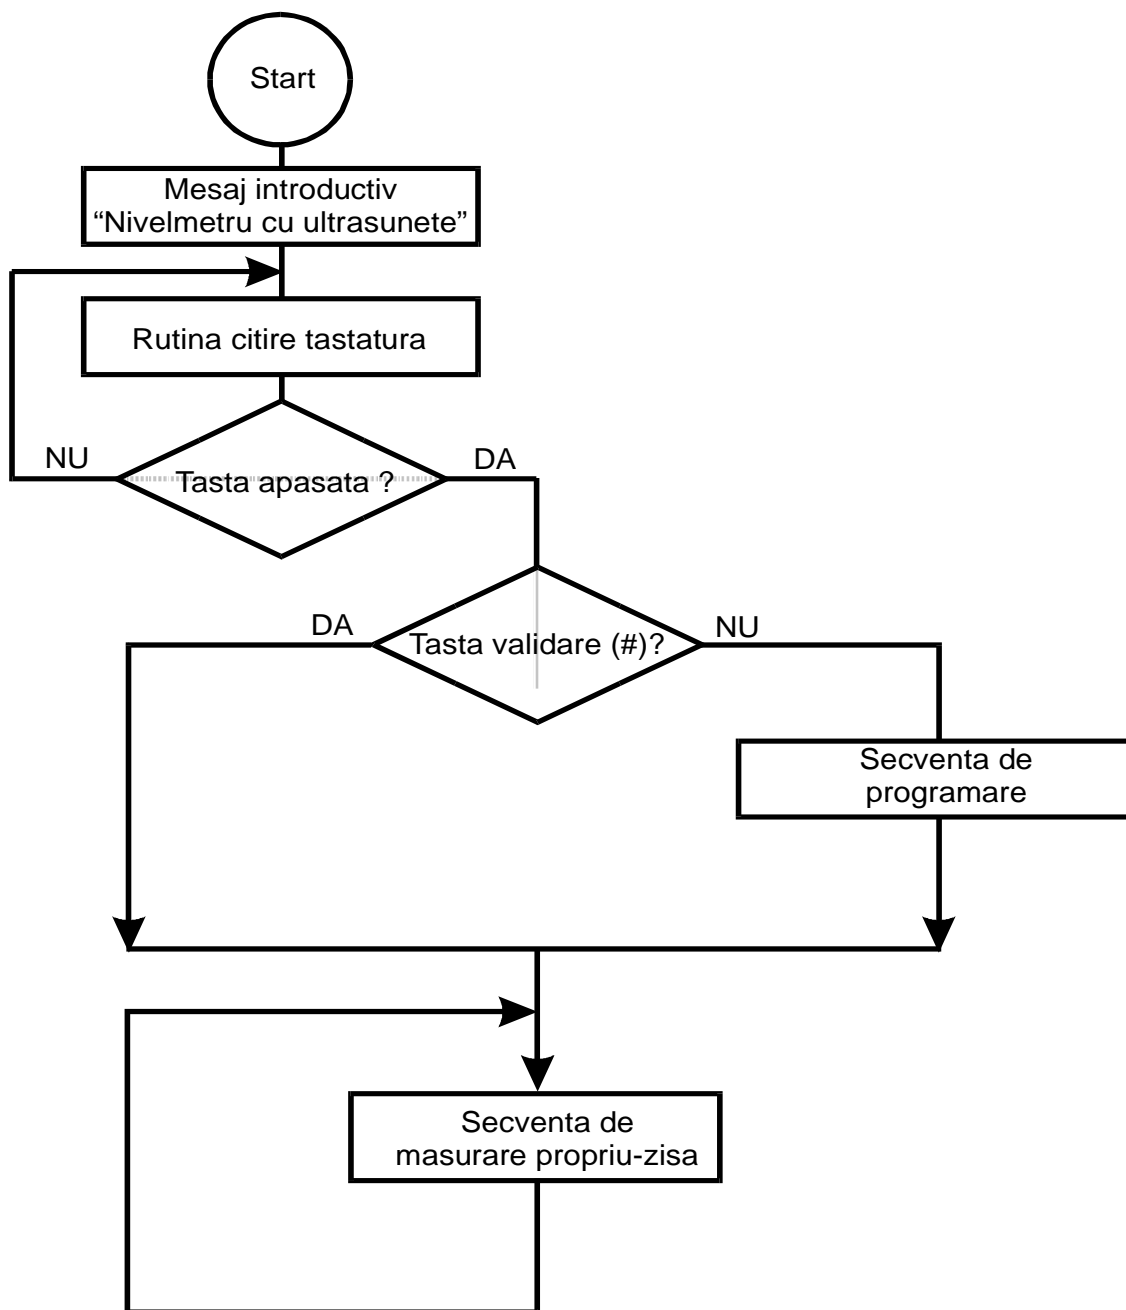 Start
Mesaj introductiv
“Nivelmetru cu ultrasunete”
Rutina citire tastatura
NU
DA
Tasta apasata ?
DA
NU
Tasta validare (#)?
Secventa de
programare
Secventa de
masurare propriu-zisa